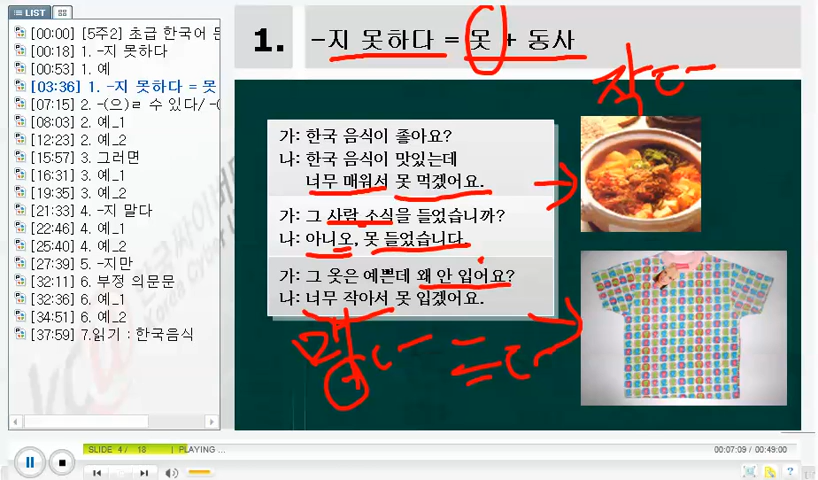 LIST
[00:00] [5주2] 초급 한국어 문
[00:18] 1. -지 못하다
[00:53] 1. 예
[03:36] 1. -지 못하다 = 못
[07:15] 2. -(으)ㄹ 수 있다/ -(
[08:03] 2. 예_1
[12:23] 2. 예_2
[15:57] 3. 그러면
[16:31] 3. 예_1
[19:35] 3. 예_2
[21:33] 4. -지 말다
[22:46] 4. 예_1
[25:40] 4. 예_2
[27:39] 5. -지만
[32:11] 6. 부정 의문문
[32:36] 6. 예_1
[34:51] 6. 예_2
[37:59] 7.읽기 : 한국음식
1. -지 못하다 = 못 + 동사
작다
가: 한국 음식이 좋아요?
나: 한국 음식이 맛있는데
너무 매워서 못 먹겠어요.
가: 그 사람 소식을 들었습니까?
나: 아니오, 못 들었습니다.
가: 그 옷은 예쁜데 왜 안 입어요?
나: 너무 작아서 못 입겠어요.
맵다
SLIDE 4 / 18 PLAYING ...
00:07:09 / 00:49:00